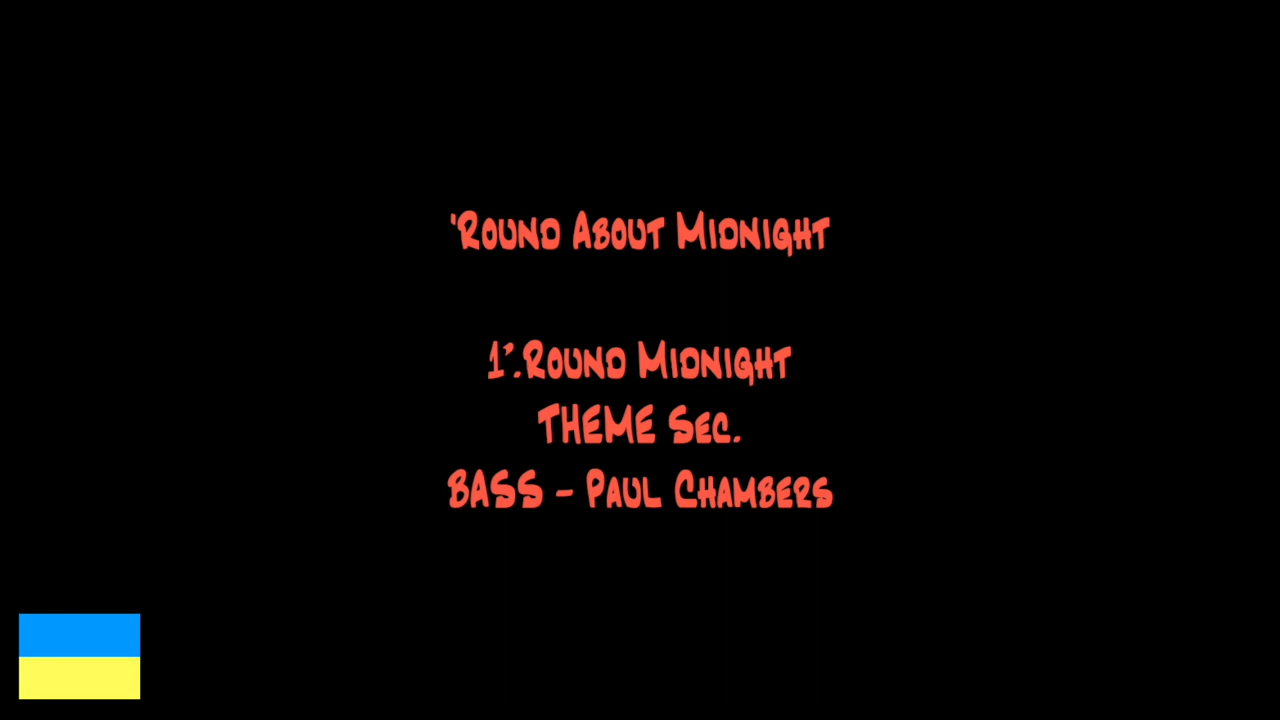 'Round About Midnight
1'.Round Midnight
THEME Sec.
BASS - Paul Chambers